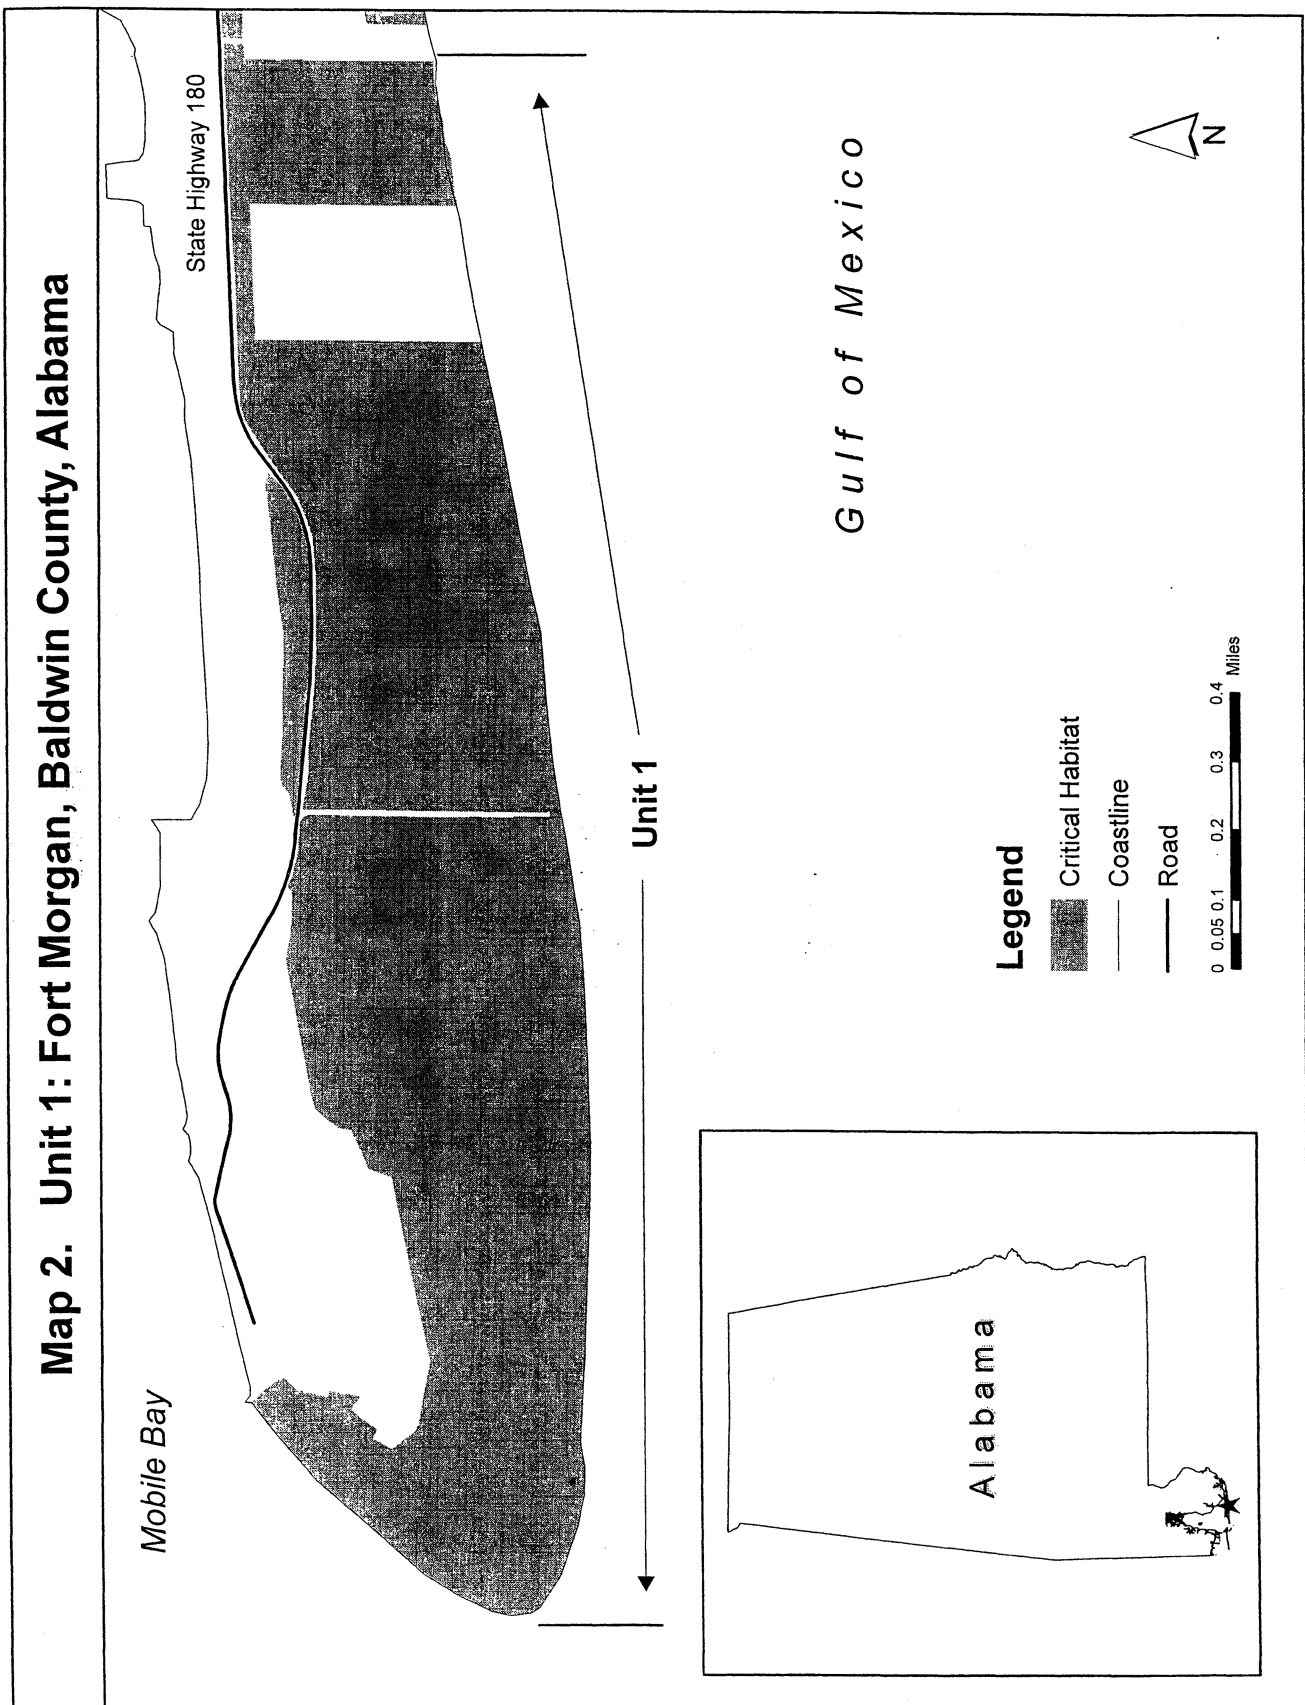 Map 2.   Unit 1: Fort Morgan, Baldwin County, Alabama
State Highway 180
Mobile Bay
Unit 1
Gulf of Mexico
Alabama
Legend
Critical Habitat
Coastline
Road
0 0.05 0.1 0.2 0.3 0.4
Miles
N